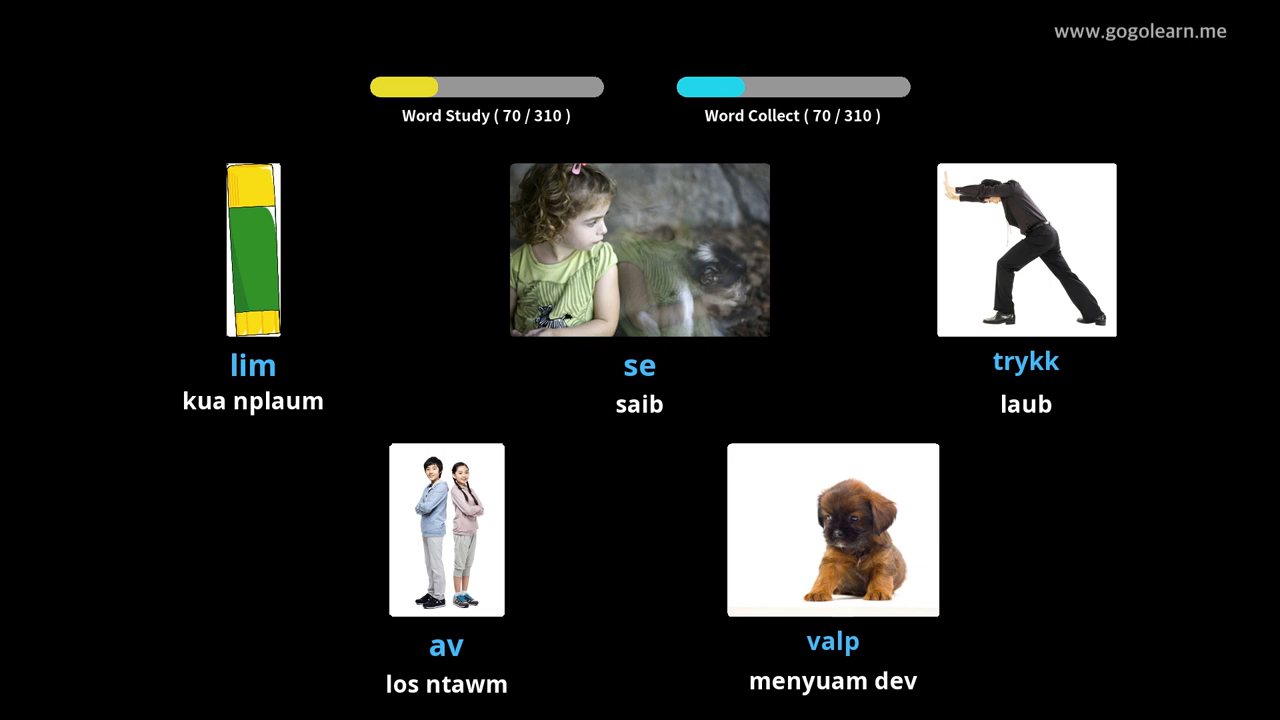 www.gogolearn.me
Word Study ( 70 / 310 )
Word Collect ( 70 / 310 )
lim
kua nplaum
se
saib
trykk
laub
av
los ntawm
valp
menyuam dev